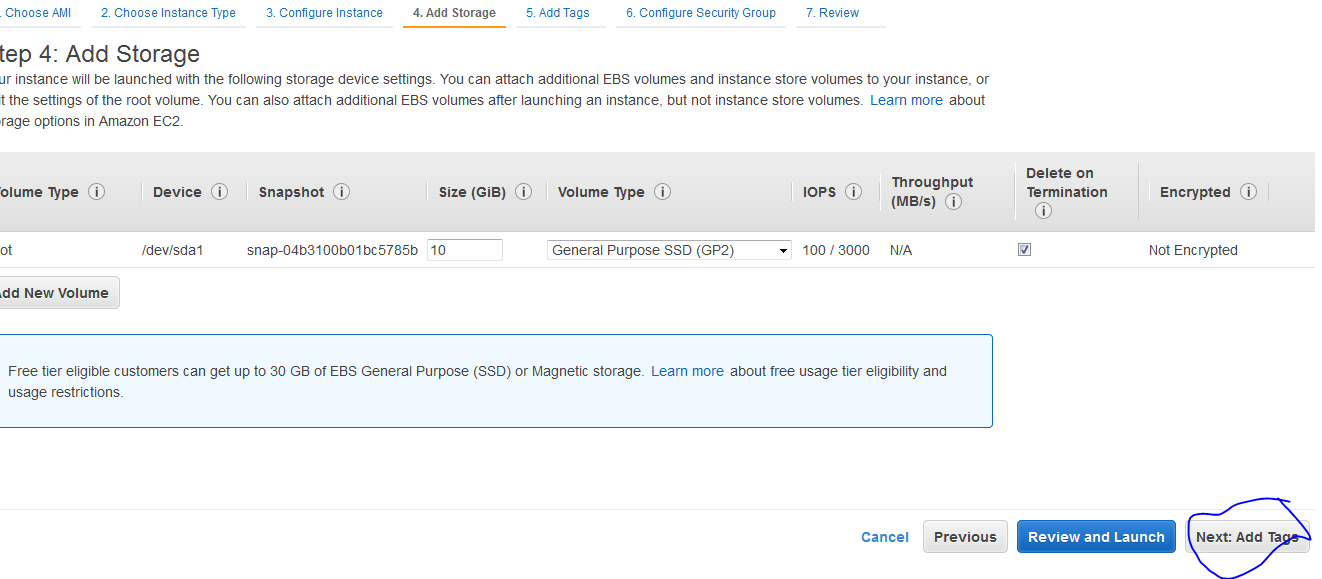 . Choose AMI 2. Choose Instance Type 3. Configure Instance 4. Add Storage 5. Add Tags 6. Configure Security Group 7. Review
tep 4: Add Storage
ur instance will be launched with the following storage device settings. You can attach additional EBS volumes and instance store volumes to your instance, or
it the settings of the root volume. You can also attach additional EBS volumes after launching an instance, but not instance store volumes. Learn more about
orage options in Amazon EC2.
olume Type i Device i Snapshot i Size (GiB) i Volume Type i IOPS i Throughput (MB/s) i Delete on Termination i Encrypted i
ot /dev/sda1 snap-04b3100b01bc5785b 10 General Purpose SSD (GP2) 100 / 3000 N/A Not Encrypted
Add New Volume
Free tier eligible customers can get up to 30 GB of EBS General Purpose (SSD) or Magnetic storage. Learn more about free usage tier eligibility and
usage restrictions.
Cancel Previous Review and Launch Next: Add Tags